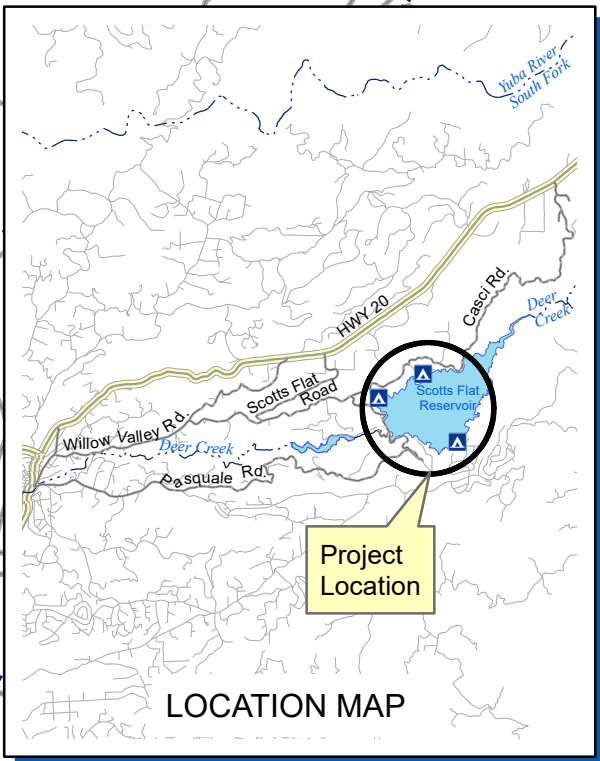 Yuba River
South Fork
HWY 20
Casci Rd.
Deer
Creek
Scotts Flat
Reservoir
Scotts Flat
Road
Willow Valley Rd.
Deer Creek
Pasquale Rd.
Project
Location
LOCATION MAP